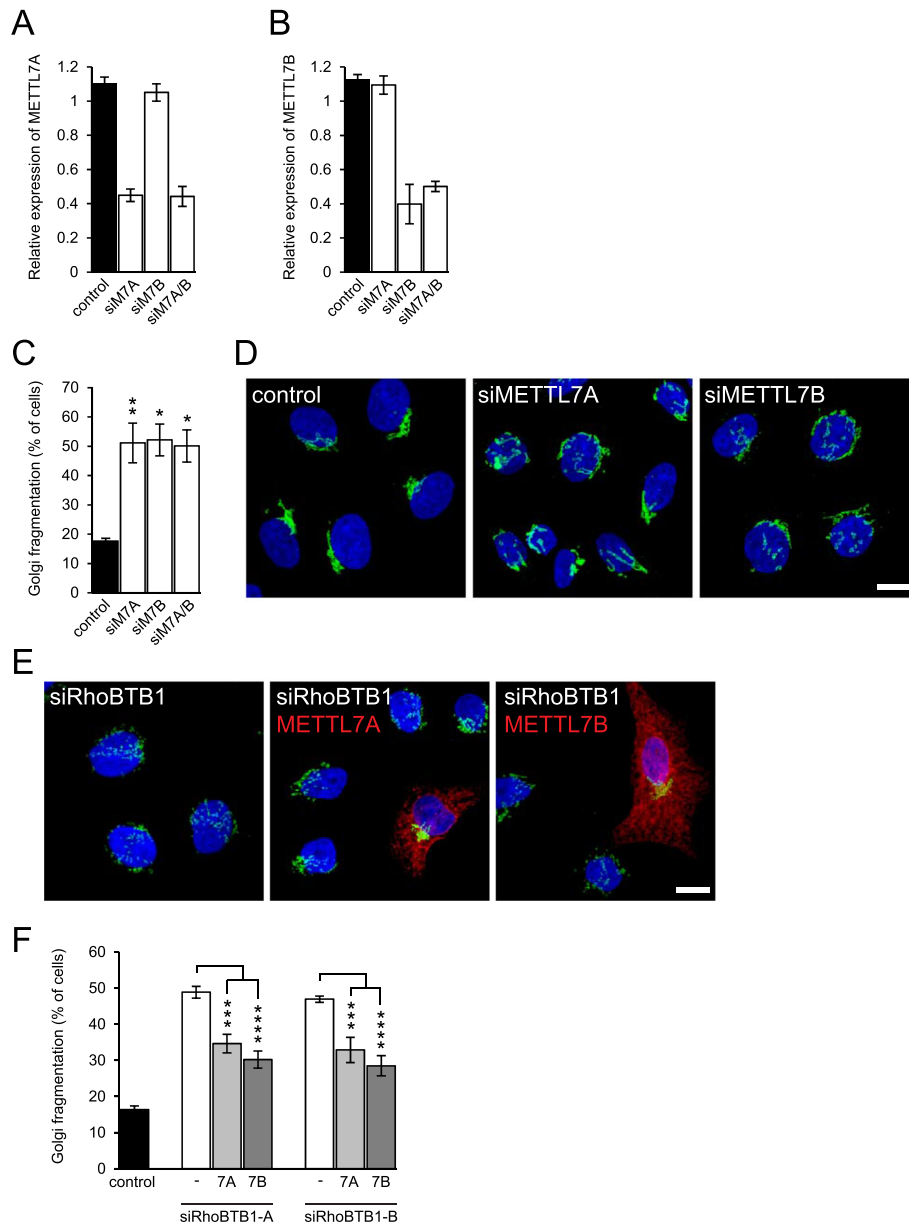 A
Relative expression of METTL7A
1.2
1
0.8
0.6
0.4
0.2
0
control
siM7A
siM7B
siM7A/B
B
Relative expression of METTL7B
1.2
1
0.8
0.6
0.4
0.2
0
control
siM7A
siM7B
siM7A/B
C
Golgi fragmentation (% of cells)
70
60
50
40
30
20
10
0
**
*
*
control
siM7A
siM7B
siM7A/B
D
control
siMETTL7A
siMETTL7B
E
siRhoBTB1
siRhoBTB1
METTL7A
siRhoBTB1
METTL7B
F
Golgi fragmentation (% of cells)
60
50
40
30
20
10
0
***
****
***
****
control
- 7A 7B
- 7A 7B
siRhoBTB1-A
siRhoBTB1-B